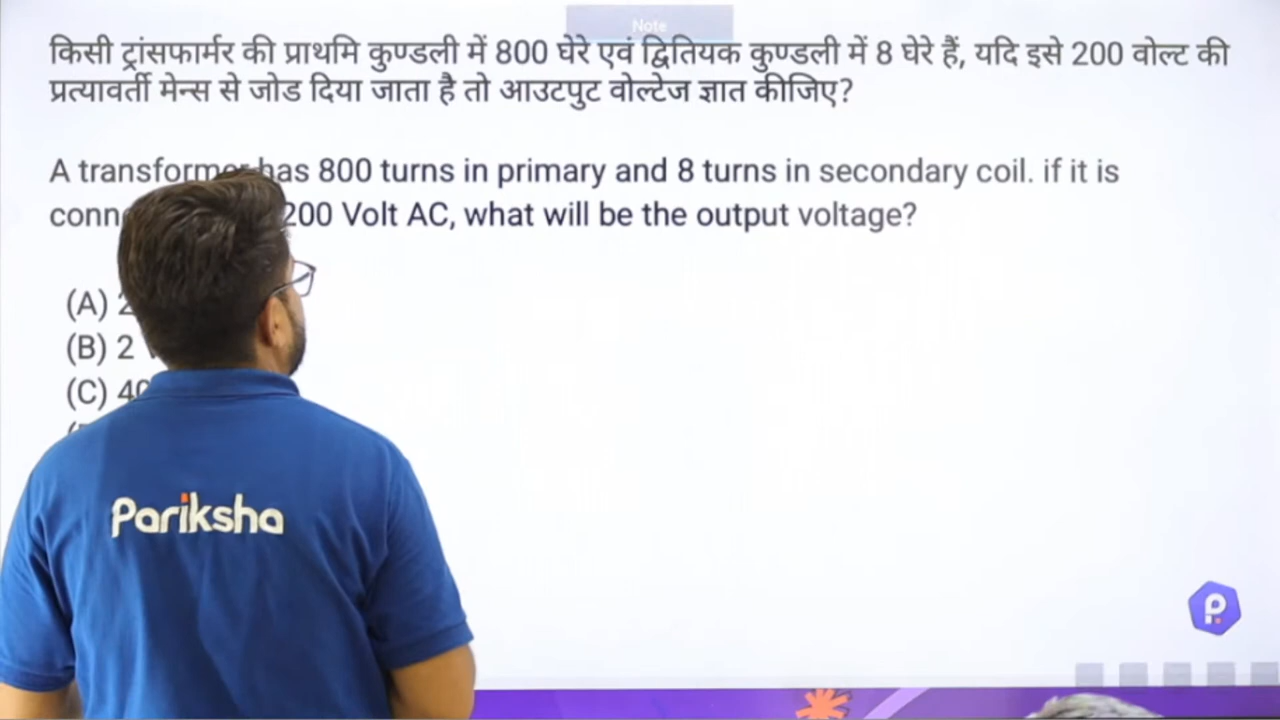 Note
किसी ट्रांसफार्मर की प्राथमि कुण्डली में 800 घेरे एवं द्वितियक कुण्डली में 8 घेरे हैं, यदि इसे 200 वोल्ट की
प्रत्यावर्ती मेन्स से जोड दिया जाता है तो आउटपुट वोल्टेज ज्ञात कीजिए?
A transformer has 800 turns in primary and 8 turns in secondary coil. if it is
200 Volt AC, what will be the output voltage?
(A)
(B) 2
(C)
Pariksha